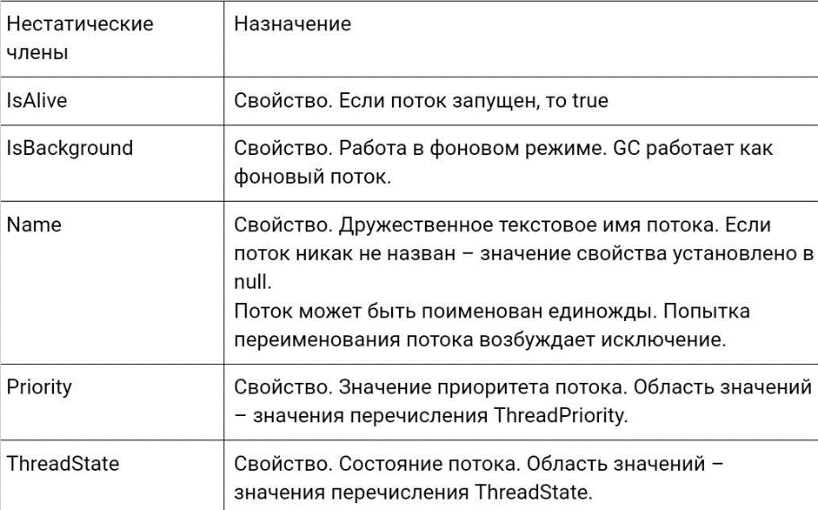 Нестатические Назначение
члены
IsAlive Свойство. Если поток запущен, то true
IsBackground Свойство. Работа в фоновом режиме. GC работает как
фоновый поток.
Name Свойство. Дружественное текстовое имя потока. Если
поток никак не назван – значение свойства установлено в
null.
Поток может быть поименован единожды. Попытка
переименования потока возбуждает исключение.
Priority Свойство. Значение приоритета потока. Область значений
– значения перечисления ThreadPriority.
ThreadState Свойство. Состояние потока. Область значений –
значения перечисления ThreadState.